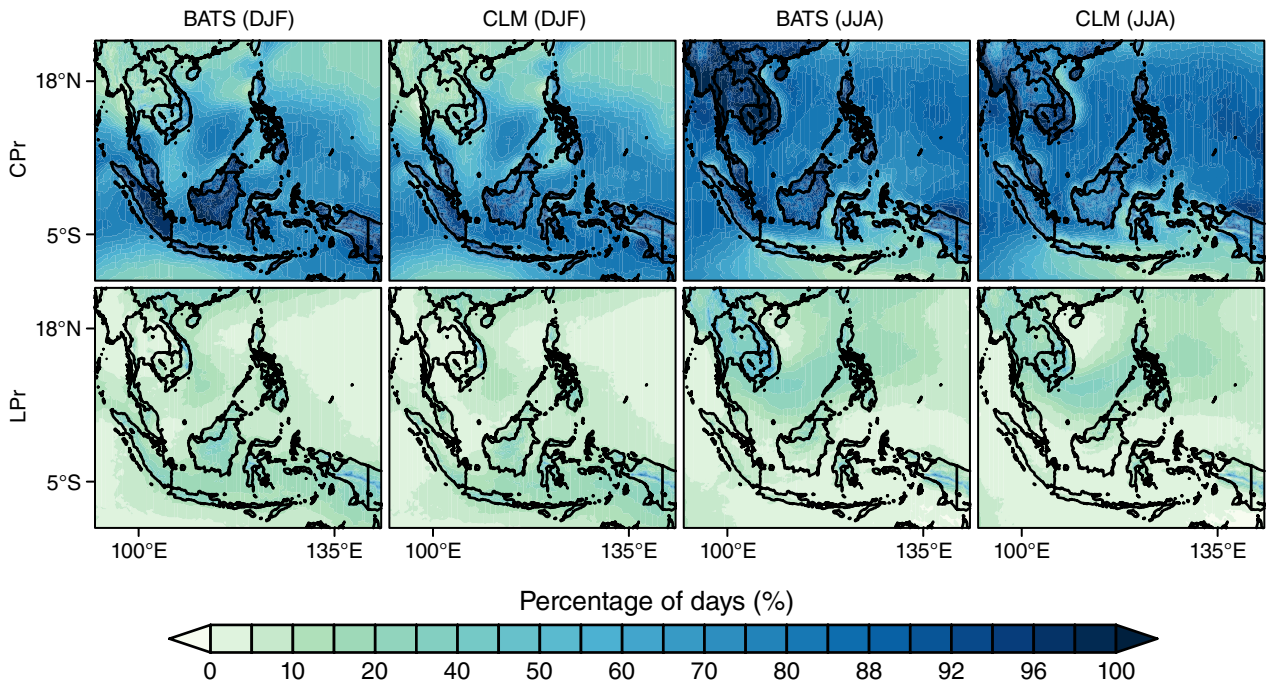 BATS (DJF) CLM (DJF) BATS (JJA) CLM (JJA)
18°N
CPr
5°S
18°N
LPr
5°S
100°E 135°E 100°E 135°E 100°E 135°E 100°E 135°E
Percentage of days (%)
0 10 20 40 50 60 70 80 88 92 96 100